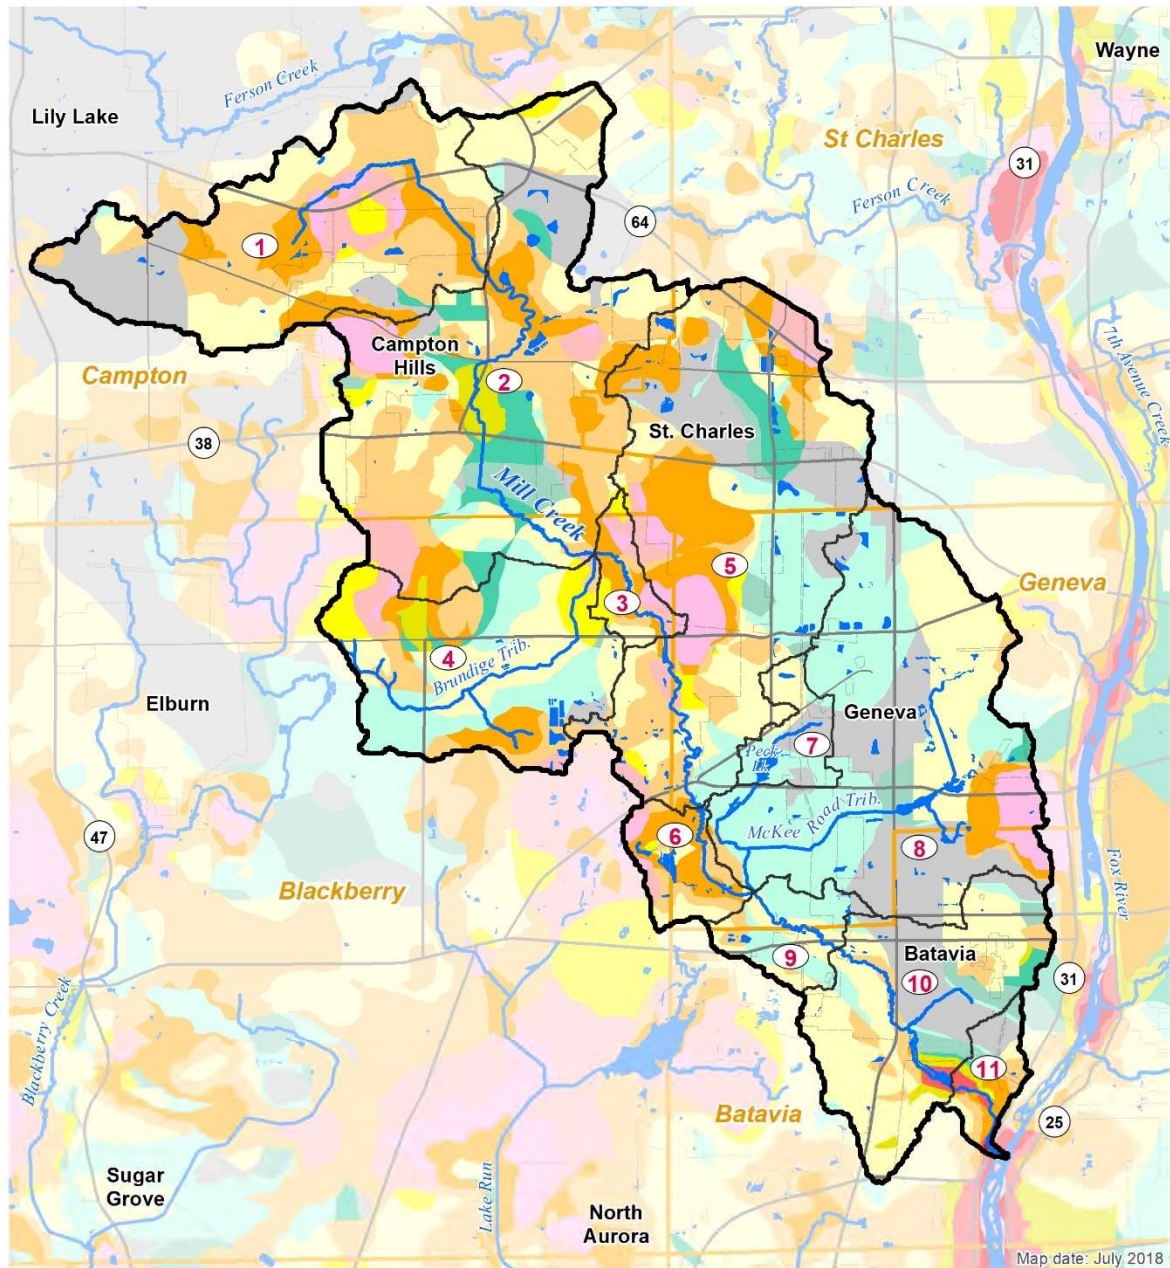 Wayne
Ferson Creek
Lily Lake
St Charles
31
Ferson Creek
64
1
7th Avenue Creek
Campton
Hills
Campton
2
38
St. Charles
Mill Creek
5
Geneva
3
4
Brundige Trib.
Elburn
Geneva
7
Peck
Lk.
McKee Road Trib.
47
6
8
Blackberry
Fox River
Batavia
9
10
31
Blackberry Creek
11
Batavia
25
Sugar
Grove
Lake Run
North
Aurora
Map date: July 2018